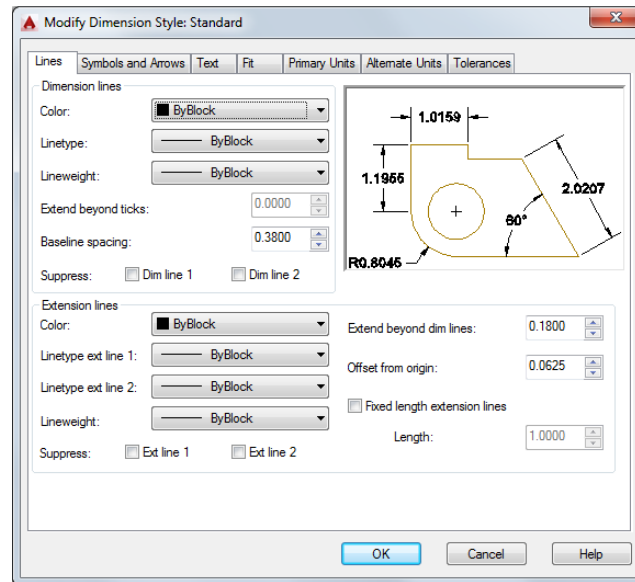 Modify Dimension Style: Standard
Lines Symbols and Arrows Text Fit Primary Units Alternate Units Tolerances
Dimension lines
Color: ByBlock
Linetype: ByBlock
Lineweight: ByBlock
Extend beyond ticks: 0.0000
Baseline spacing: 0.3800
Suppress: Dim line 1 Dim line 2
1.0159
1.1955
2.0207
60°
R0.8045
Extension lines
Color: ByBlock
Linetype ext line 1: ByBlock
Linetype ext line 2: ByBlock
Lineweight: ByBlock
Suppress: Ext line 1 Ext line 2
Extend beyond dim lines: 0.1800
Offset from origin: 0.0625
Fixed length extension lines
Length: 1.0000
OK Cancel Help